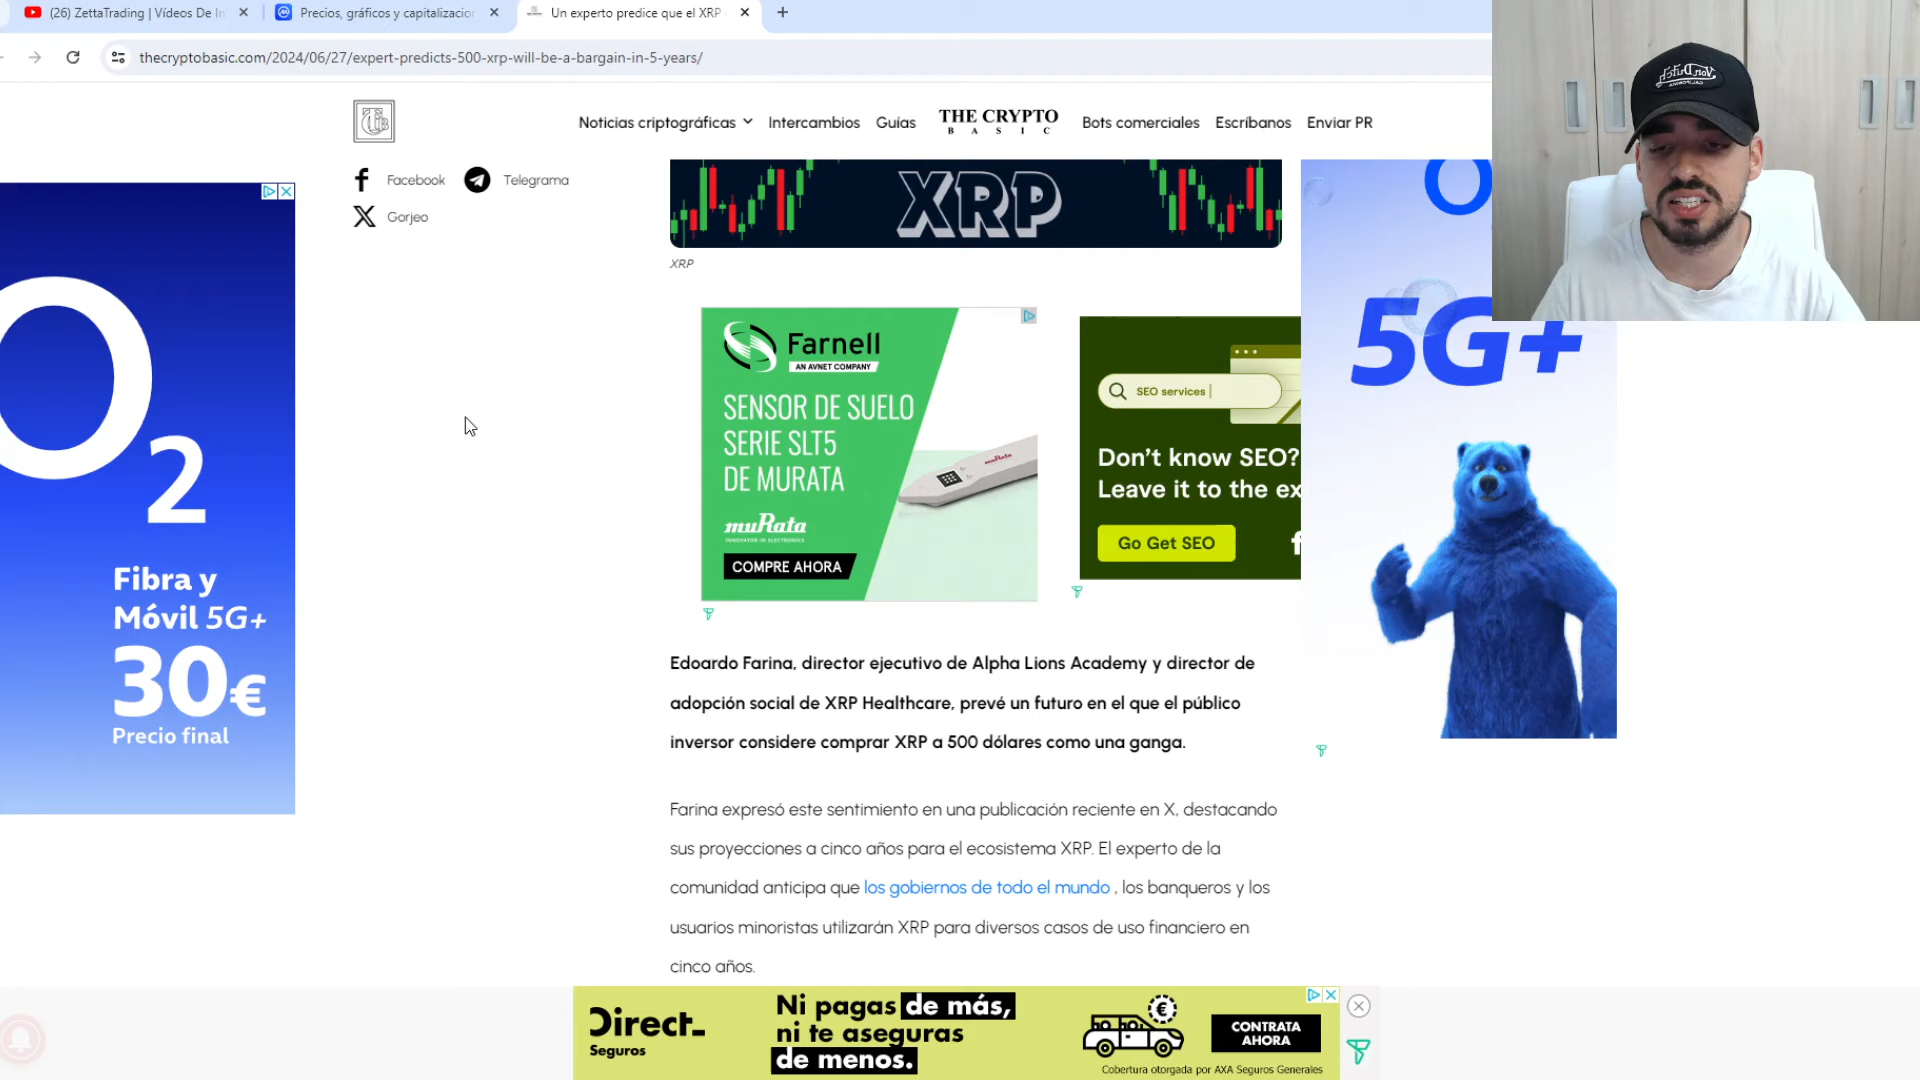 (26) ZettaTrading | Vídeos De In
Precios, gráficos y capitalizacion
Un experto predice que el XRP
thecryptobasic.com/2024/06/27/expert-predicts-500-xrp-will-be-a-bargain-in-5-years/
Noticias criptográficas
Intercambios
Guías
THE CRYPTO
BASIC
Bots comerciales
Escríbanos
Enviar PR
Facebook
Telegrama
Gorjeo
XRP
XRP
O2
Fibra y
Móvil 5G+
30€
Precio final
Farnell
AN AVNET COMPANY
SENSOR DE SUELO
SERIE SLT5
DE MURATA
muRata
INNOVATOR IN ELECTRONICS
COMPRE AHORA
muRata
SEO services
Don’t know SEO?
Leave it to the ex
Go Get SEO
5G+
Von Dutch
Edoardo Farina, director ejecutivo de Alpha Lions Academy y director de
adopción social de XRP Healthcare, prevé un futuro en el que el público
inversor considere comprar XRP a 500 dólares como una ganga.
Farina expresó este sentimiento en una publicación reciente en X, destacando
sus proyecciones a cinco años para el ecosistema XRP. El experto de la
comunidad anticipa que los gobiernos de todo el mundo , los banqueros y los
usuarios minoristas utilizarán XRP para diversos casos de uso financiero en
cinco años.
Direct
Seguros
Ni pagas de más,
ni te aseguras
de menos.
CONTRATA
AHORA
Cobertura otorgada por AXA Seguros Generales